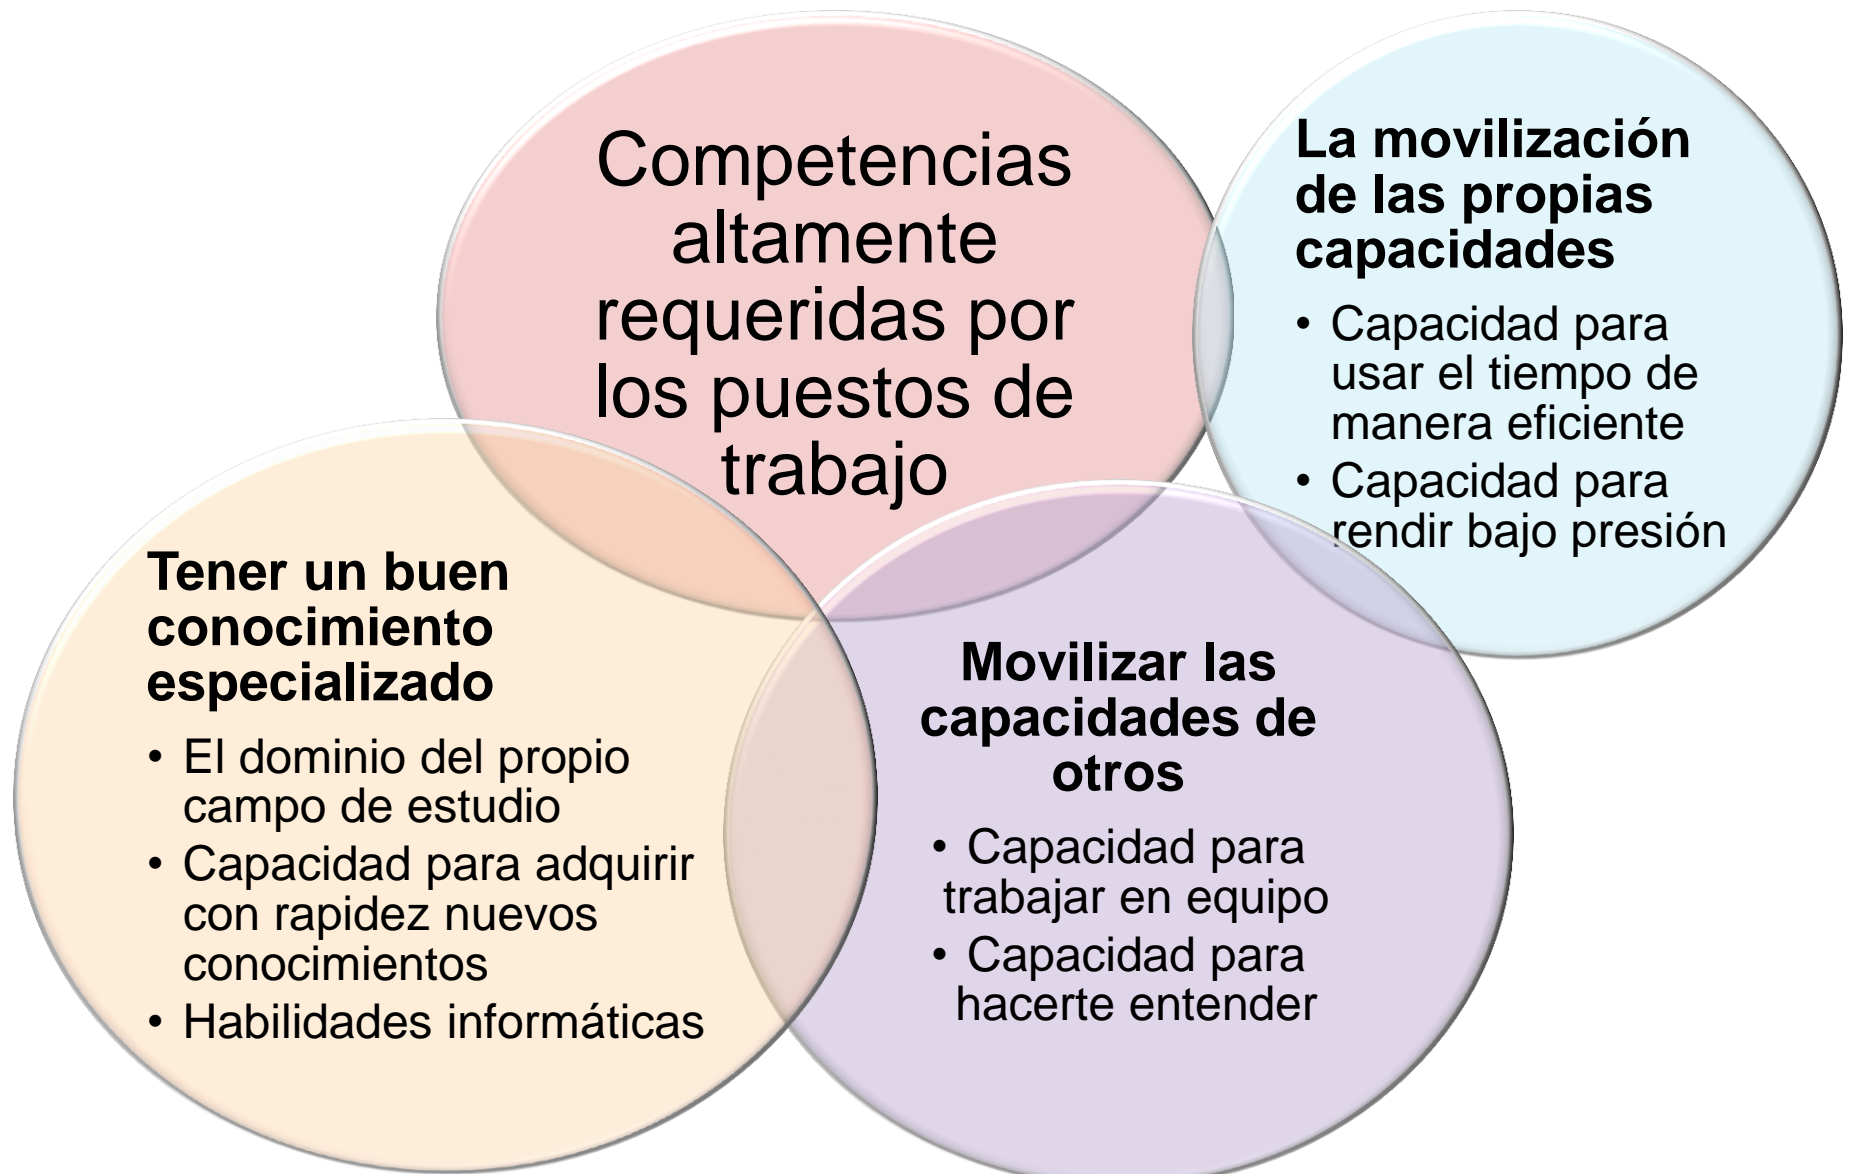 Competencias
altamente
requeridas por
los puestos de
trabajo
La movilización
de las propias
capacidades
• Capacidad para
usar el tiempo de
manera eficiente
• Capacidad para
rendir bajo presión
Tener un buen
conocimiento
especializado
• El dominio del propio
campo de estudio
• Capacidad para adquirir
con rapidez nuevos
conocimientos
• Habilidades informáticas
Movilizar las
capacidades de
otros
• Capacidad para
trabajar en equipo
• Capacidad para
hacerte entender